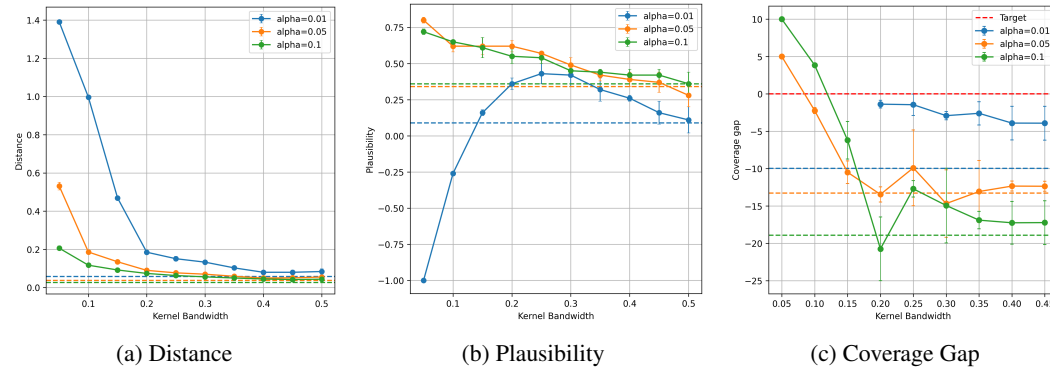 1.4
1.2
1.0
0.8
0.6
0.4
0.2
0.0
Distance
0.1
0.2
0.3
0.4
0.5
Kernel Bandwidth
alpha=0.01
alpha=0.05
alpha=0.1
(a) Distance
0.75
0.50
0.25
0.00
−0.25
−0.50
−0.75
−1.00
Plausibility
0.1
0.2
0.3
0.4
0.5
Kernel Bandwidth
alpha=0.01
alpha=0.05
alpha=0.1
(b) Plausibility
10
5
0
−5
−10
−15
−20
−25
Coverage gap
0.05
0.10
0.15
0.20
0.25
0.30
0.35
0.40
Kernel Bandwidth
Target
alpha=0.01
alpha=0.05
alpha=0.1
(c) Coverage Gap